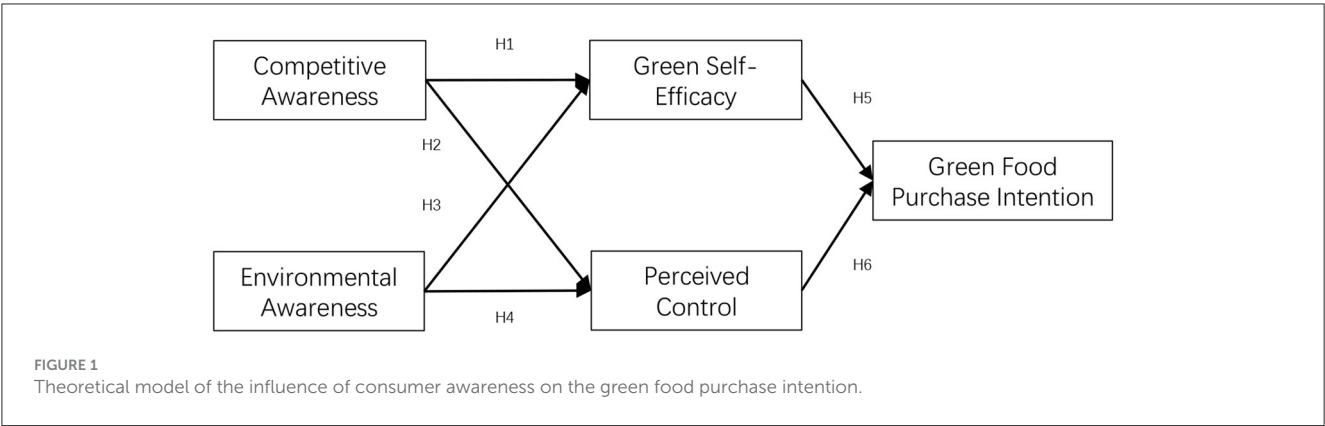 Competitive
Awareness
H1
Green Self-
Efficacy
H2
H5
Green Food
Purchase Intention
H3
Environmental
Awareness
H4
Perceived
Control
H6
FIGURE 1
Theoretical model of the influence of consumer awareness on the green food purchase intention.